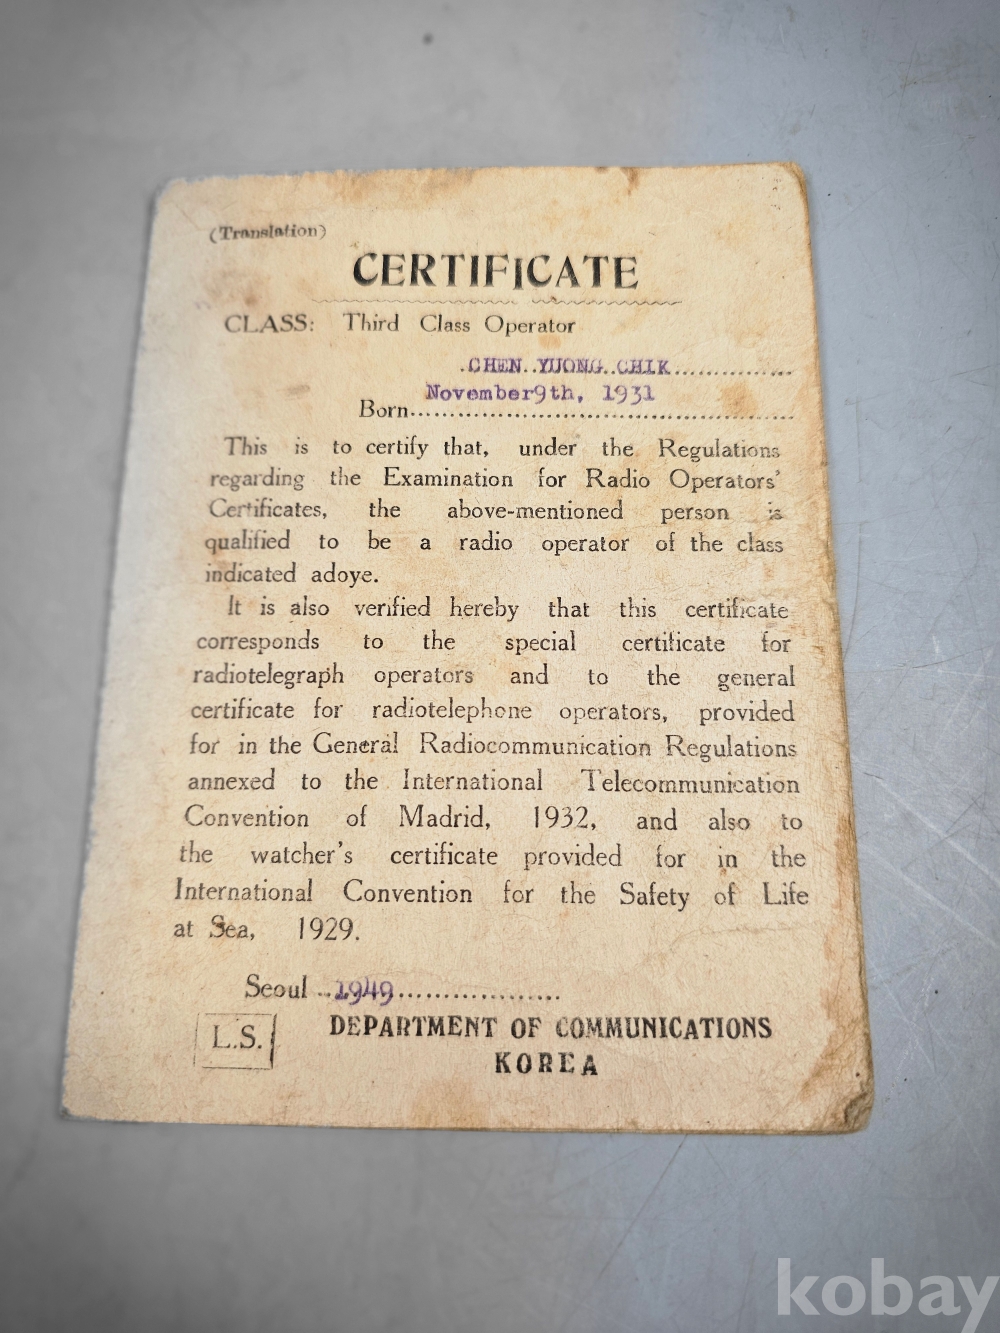 (Translation)
CERTIFICATE
CLASS: Third Class Operator
.CHEN..YUONG..CHIK..............
November9th, 1931
Born..................................................
This is to certify that, under the Regulations
regarding the Examination for Radio Operators'
Certificates, the above-mentioned person is
qualified to be a radio operator of the class
indicated adoye.
It is also verified hereby that this certificate
corresponds to the special certificate for
radiotelegraph operators and to the general
certificate for radiotelephone operators, provided
for in the General Radiocommunication Regulations
annexed to the International Telecommunication
Convention of Madrid, 1932, and also to
the watcher's certificate provided for in the
International Convention for the Safety of Life
at Sea, 1929.
Seoul ..1949..................
L.S. DEPARTMENT OF COMMUNICATIONS
KOREA
kobay